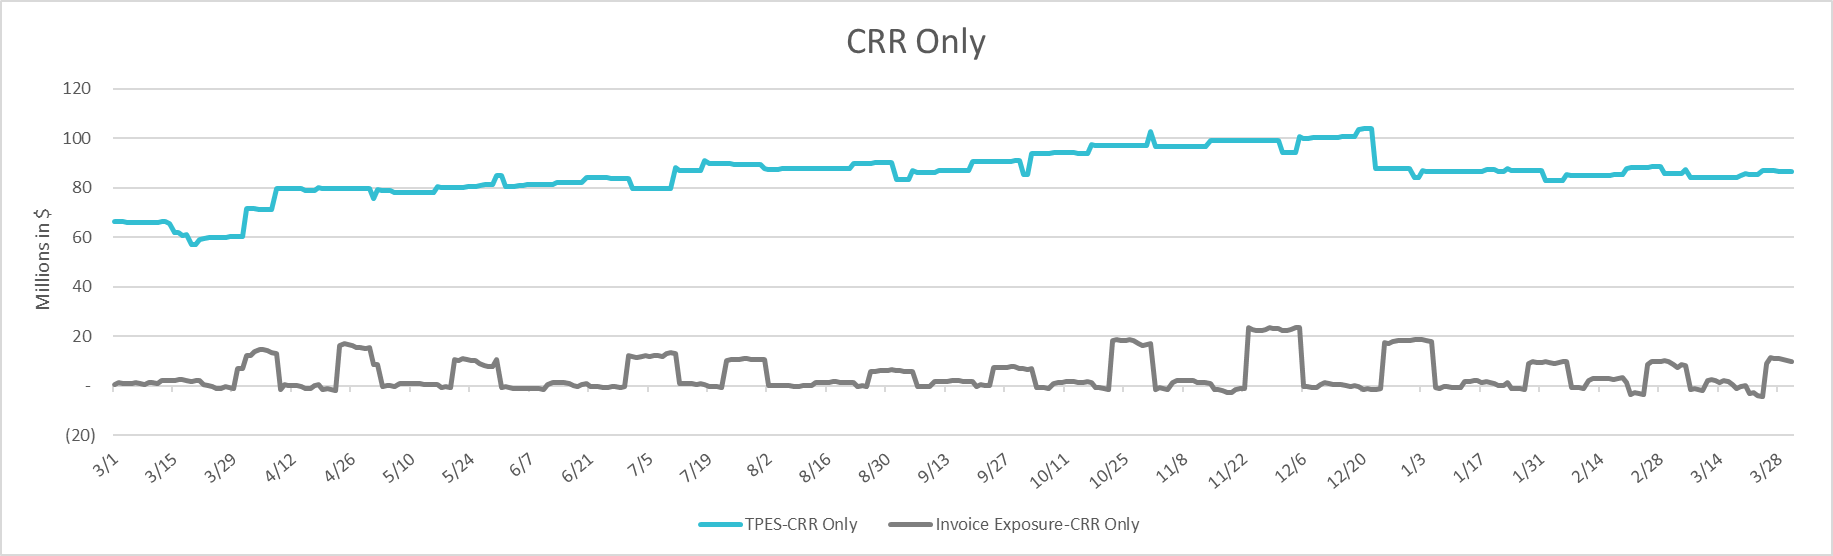 CRR Only
120
100
80
60
40
20
-
(20)
Millions in $
3/1 3/15 3/29 4/12 4/26 5/10 5/24 6/7 6/21 7/5 7/19 8/2 8/16 8/30 9/13 9/27 10/11 10/25 11/8 11/22 12/6 12/20 1/3 1/17 1/31 2/14 2/28 3/14 3/28
TPES-CRR Only Invoice Exposure-CRR Only